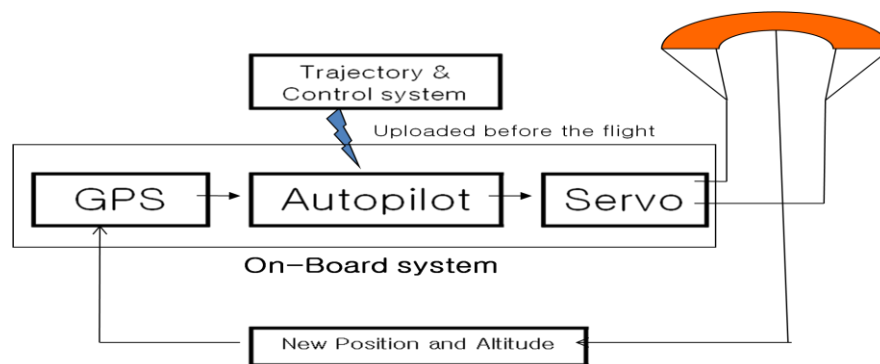 Trajectory &
Control system
Uploaded before the flight
GPS
Autopilot
Servo
On-Board system
New Position and Altitude